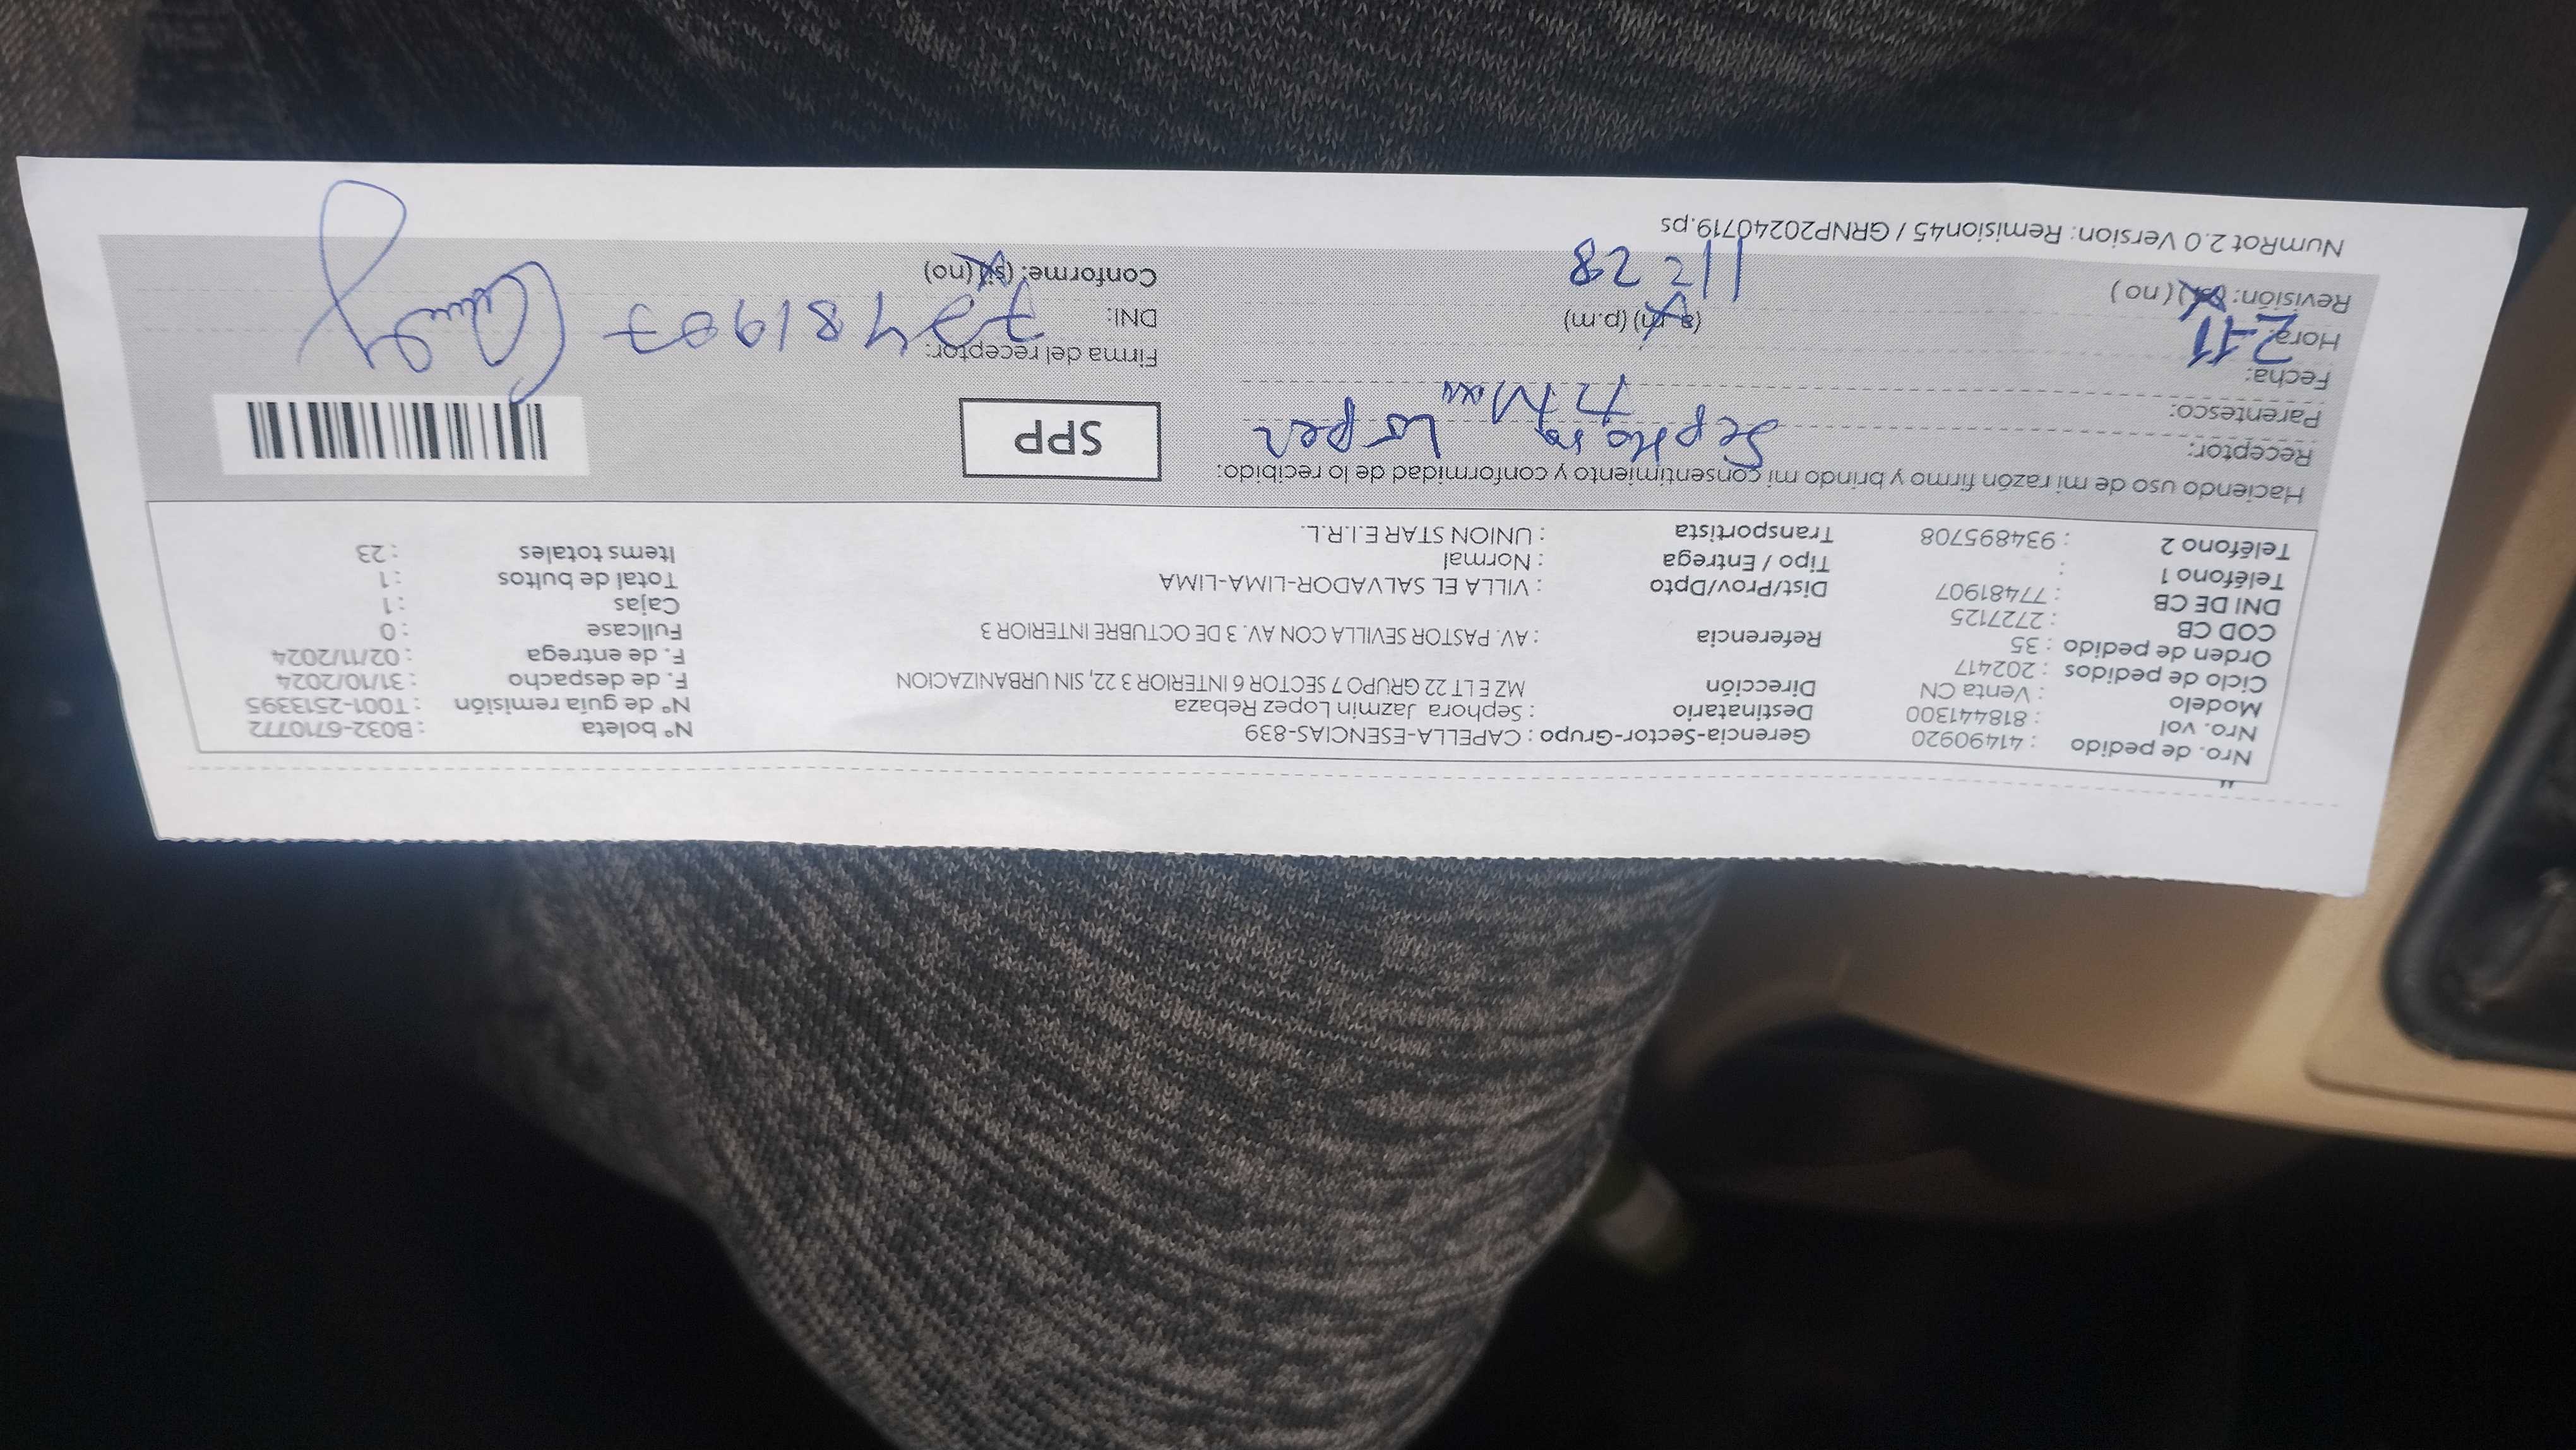 Nro. de pedido : 41490920 Gerencia-Sector-Grupo : CAPELLA-ESENCIAS-839 N° boleta : B032-6710772
Nro. vol : 818441300 Destinatario : Sephora Jazmin Lopez Rebaza N° de guía remisión : T001-2513395
Modelo : Venta CN Dirección MZ E LT 22 GRUPO 7 SECTOR 6 INTERIOR 3 22, SIN URBANIZACION F. de despacho : 31/10/2024
Ciclo de pedidos : 202417 F. de entrega : 02/11/2024
Orden de pedido : 35 Referencia : AV. PASTOR SEVILLA CON AV. 3 DE OCTUBRE INTERIOR 3 Fullcase : 0
COD CB : 2727125 Cajas : 1
DNI DE CB : 77481907 Dist/Prov/Dpto : VILLA EL SALVADOR-LIMA-LIMA Total de bultos : 1
Teléfono 1 : Tipo / Entrega : Normal Items totales : 23
Teléfono 2 : 934895708 Transportista : UNION STAR E.I.R.L.
Haciendo uso de mi razón firmo y brindo mi consentimiento y conformidad de lo recibido:
Receptor: Sephora Lopez SPP
Parentesco:
Fecha: 2-11 Firma del receptor:
Hora: (a.m) (p.m) DNI: 77481907
Revisión: (si) (no) 11 28 Conforme: (si) (no)
NumRot 2.0 Version: Remision45 / GRNP20240719.ps